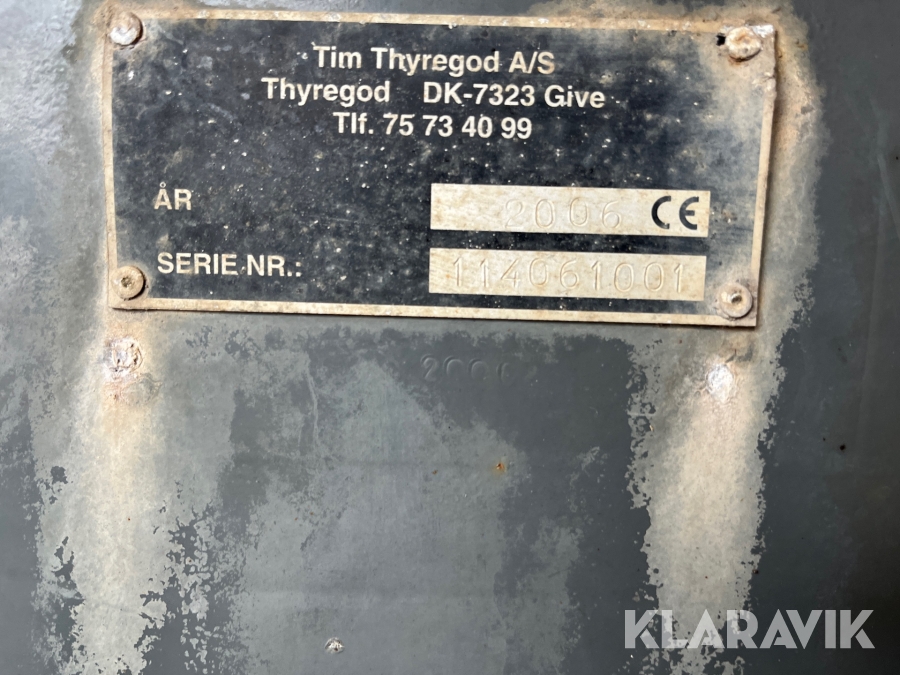 Tim Thyregod A/S
Thyregod DK-7323 Give
Tlf. 75 73 40 99
ÅR 2006 CE
SERIE NR.: 114061001
KLARAVIK